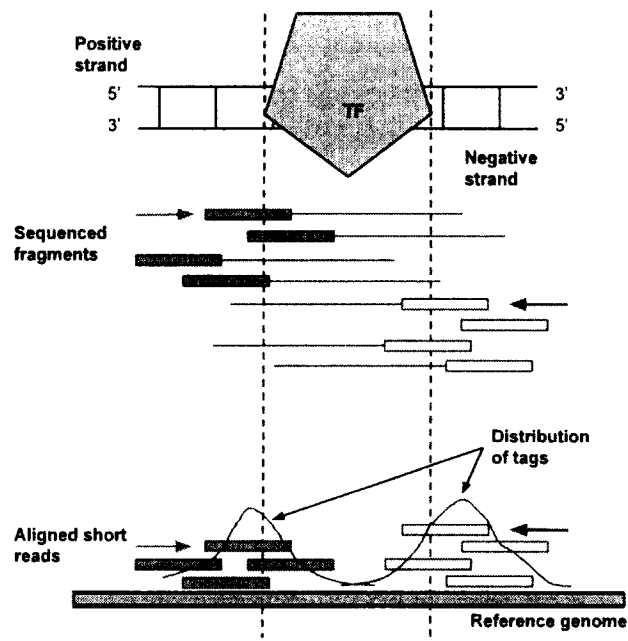 Positive
strand
5'
3'
TF
3'
5'
Negative
strand
Sequenced
fragments
Distribution
of tags
Aligned short
reads
Reference genome